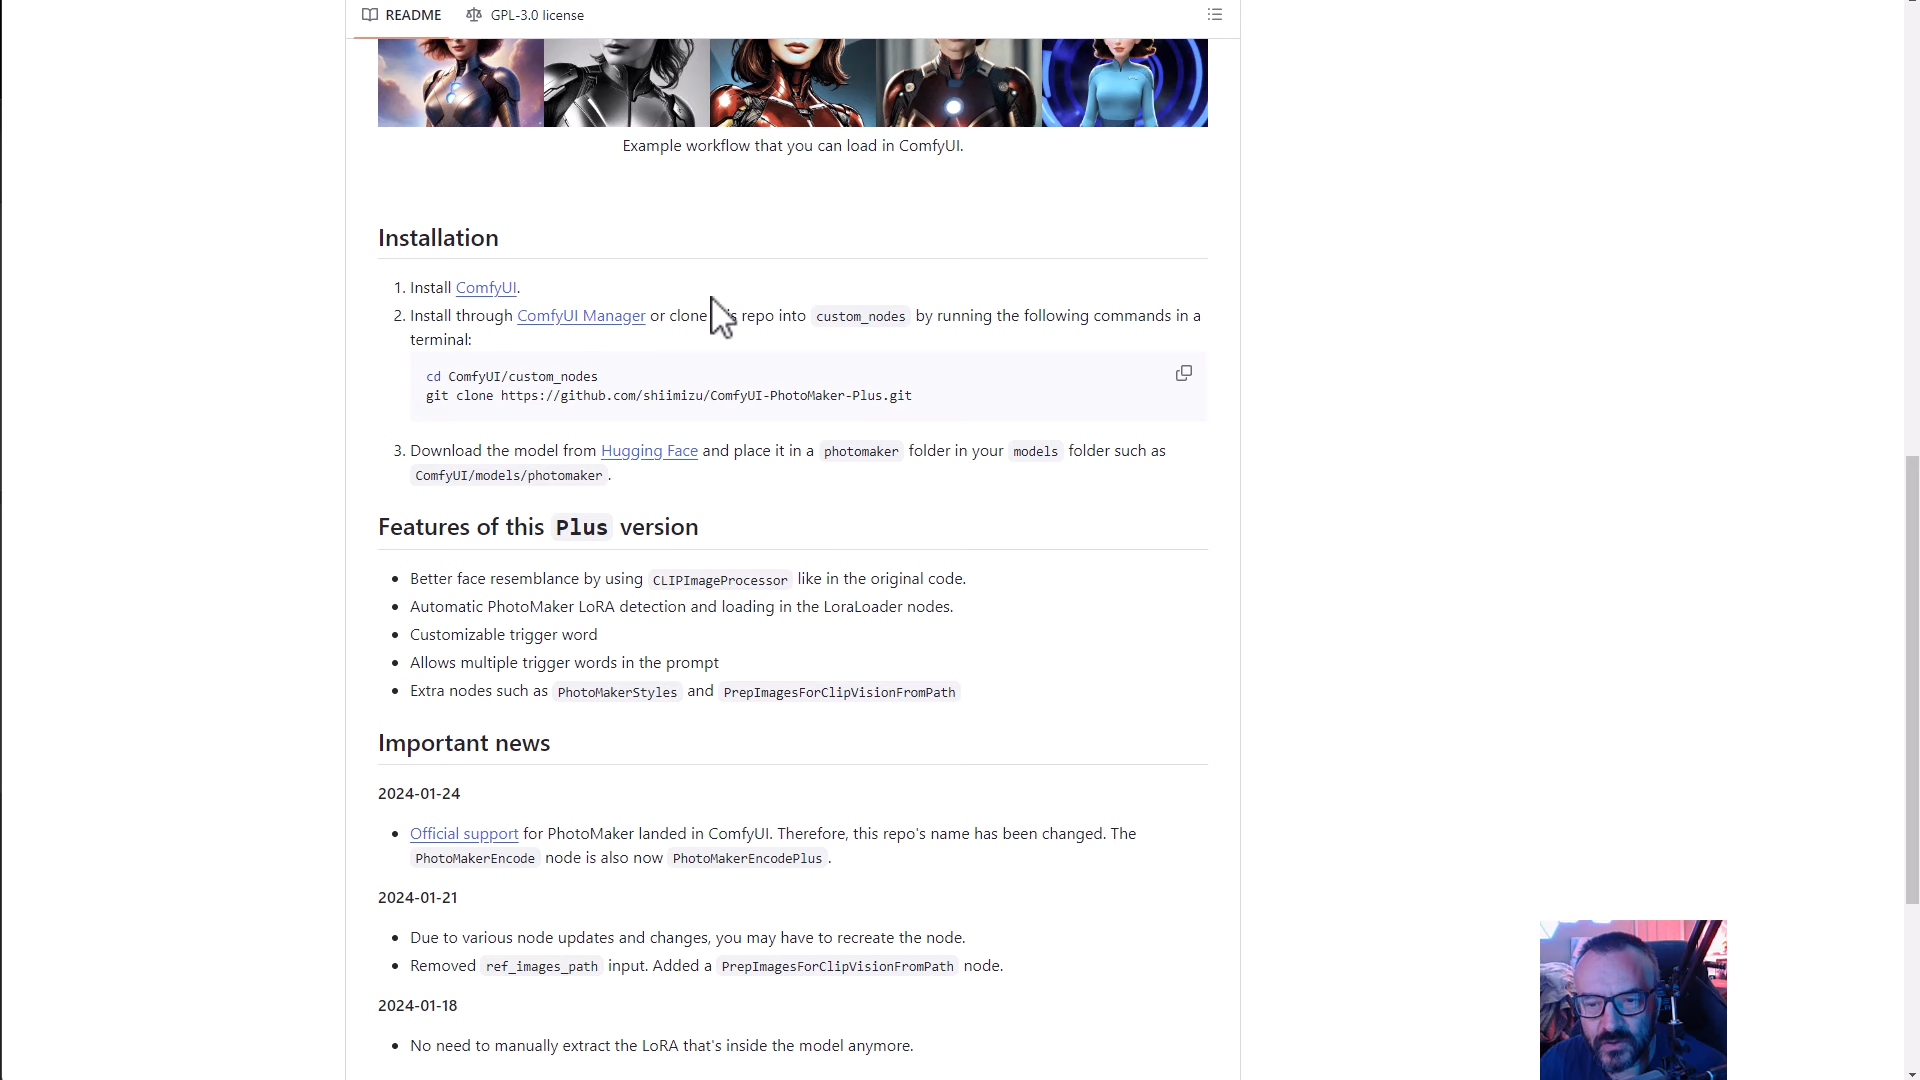 README
GPL-3.0 license
Example workflow that you can load in ComfyUI.
Installation
1. Install ComfyUI.
2. Install through ComfyUI Manager or clone repo into custom_nodes by running the following commands in a
terminal:
cd ComfyUI/custom_nodes
git clone https://github.com/shiimizu/ComfyUI-PhotoMaker-Plus.git
3. Download the model from Hugging Face and place it in a photomaker folder in your models folder such as
ComfyUI/models/photomaker .
Features of this Plus version
• Better face resemblance by using CLIPImageProcessor like in the original code.
• Automatic PhotoMaker LoRA detection and loading in the LoraLoader nodes.
• Customizable trigger word
• Allows multiple trigger words in the prompt
• Extra nodes such as PhotoMakerStyles and PrepImagesForClipVisionFromPath
Important news
2024-01-24
• Official support for PhotoMaker landed in ComfyUI. Therefore, this repo's name has been changed. The
PhotoMakerEncode node is also now PhotoMakerEncodePlus .
2024-01-21
• Due to various node updates and changes, you may have to recreate the node.
• Removed ref_images_path input. Added a PrepImagesForClipVisionFromPath node.
2024-01-18
• No need to manually extract the LoRA that's inside the model anymore.